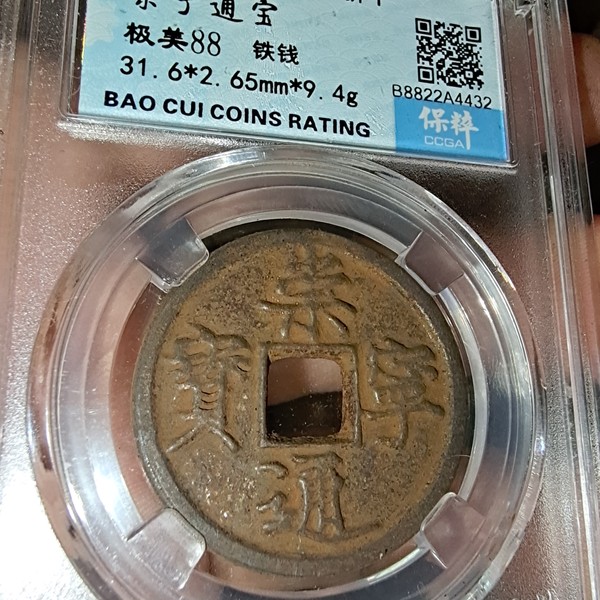 通宝
极美88 铁钱
31.6*2.65mm*9.4g
B8822A4432
BAO CUI COINS RATING
保粹
CCGA
崇
寶 寧
通